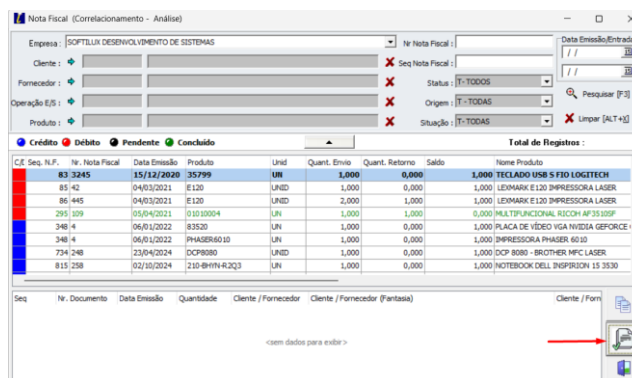 Nota Fiscal (Correlacionamento - Análise)
Empresa : SOFTILUX DESENVOLVIMENTO DE SISTEMAS Nr Nota Fiscal : Data Emissão/Entrada
Cliente : Seq Nota Fiscal : / /
Fornecedor : Status : T- TODOS / /
Operação E/S : Origem : T - TODAS Pesquisar [F3]
Produto : Situação : T- TODAS Limpar [ALT+X]
Crédito Débito Pendente Concluído Total de Registros :
C/D Seq. N.F. Nr. Nota Fiscal Data Emissão Produto Unid Quant. Envio Quant. Retorno Saldo Nome Produto
83 3245 15/12/2020 35799 UN 1,000 0,000 1,000 TECLADO USB S FIO LOGITECH
85 42 04/03/2021 E120 UNID 1,000 0,000 1,000 LEXMARK E120 IMPRESSORA LASER
86 445 04/03/2021 E120 UNID 2,000 1,000 1,000 LEXMARK E120 IMPRESSORA LASER
295 109 05/04/2021 01010004 UN 1,000 1,000 0,000 MULTIFUNCIONAL RICOH AF3510SF
348 4 06/01/2022 83520 UN 1,000 0,000 1,000 PLACA DE VÍDEO VGA NVIDIA GEFORCE
348 4 06/01/2022 PHASER6010 UN 1,000 0,000 1,000 IMPRESSORA PHASER 6010
734 248 23/04/2024 DCP8080 UNID 1,000 0,000 1,000 DCP 8080 - BROTHER MFC LASER
815 258 02/10/2024 210-BHYN-R2Q3 UN 1,000 0,000 1,000 NOTEBOOK DELL INSPIRION 15 3530
Seq Nr. Documento Data Emissão Quantidade Cliente / Fornecedor Cliente / Fornecedor (Fantasia) Cliente / Forn
<sem dados para exibir>